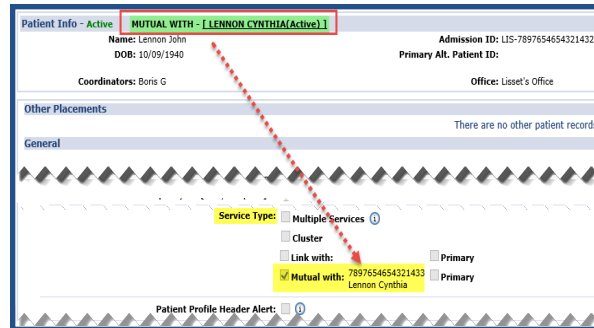 Patient Info - Active MUTUAL WITH - [ LENNON CYNTHIA(Active) ]
Name: Lennon John Admission ID: LIS-7897654654321432
DOB: 10/09/1940 Primary Alt. Patient ID:
Coordinators: Boris G Office: Lisset's Office
Other Placements
There are no other patient records
General
Service Type: Multiple Services
Cluster
Link with: Primary
Mutual with: 7897654654321433 Primary
Lennon Cynthia
Patient Profile Header Alert: